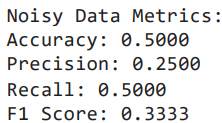 Noisy Data Metrics:
Accuracy: 0.5000
Precision: 0.2500
Recall: 0.5000
F1 Score: 0.3333